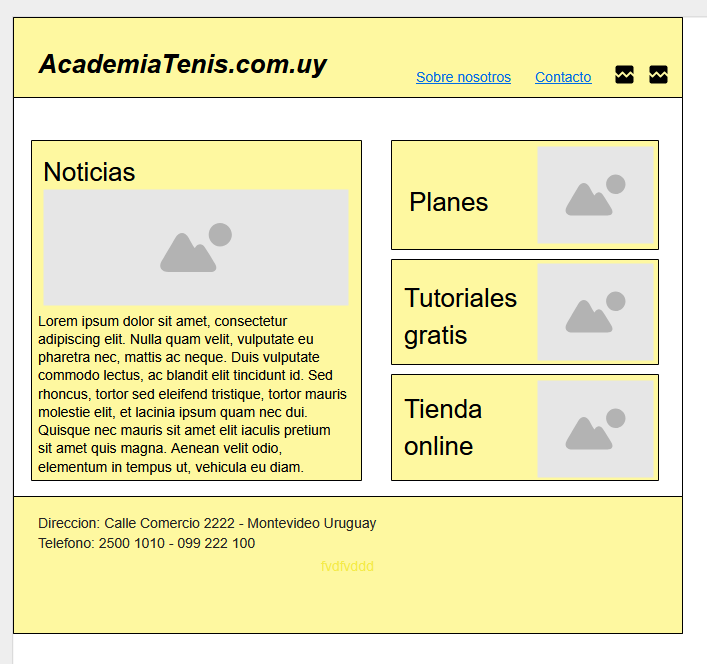 AcademiaTenis.com.uy
Sobre nosotros
Contacto
Noticias
Lorem ipsum dolor sit amet, consectetur
adipiscing elit. Nulla quam velit, vulputate eu
pharetra nec, mattis ac neque. Duis vulputate
commodo lectus, ac blandit elit tincidunt id. Sed
rhoncus, tortor sed eleifend tristique, tortor mauris
molestie elit, et lacinia ipsum quam nec dui.
Quisque nec mauris sit amet elit iaculis pretium
sit amet quis magna. Aenean velit odio,
elementum in tempus ut, vehicula eu diam.
Planes
Tutoriales
gratis
Tienda
online
Direccion: Calle Comercio 2222 - Montevideo Uruguay
Telefono: 2500 1010 - 099 222 100